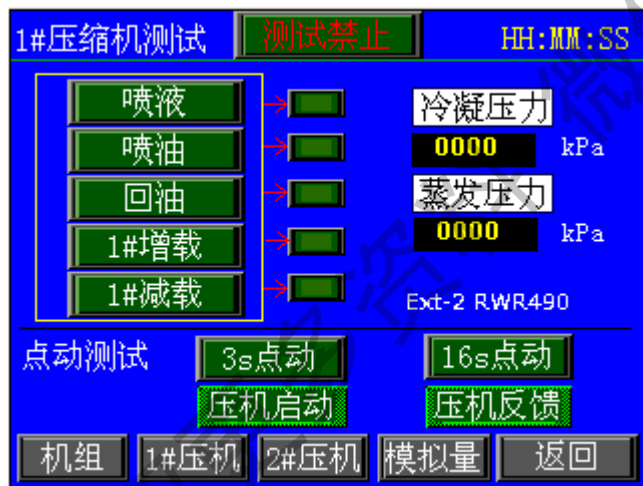 1#压缩机测试 测试禁止 HH:MM:SS
喷液 冷凝压力
喷油 0000 kPa
回油 蒸发压力
1#增载 0000 kPa
1#减载 Ext-2 RWR490
点动测试 3s点动 16s点动
压机启动 压机反馈
机组 1#压机 2#压机 模拟量 返回